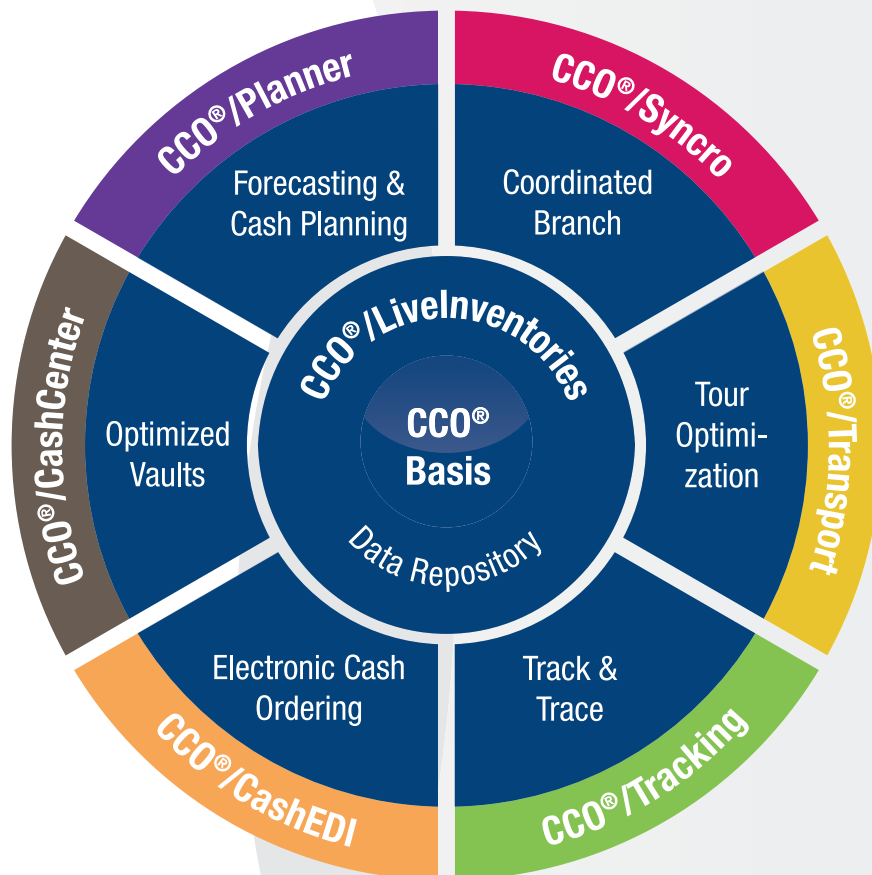 CCO®/Planner
Forecasting &
Cash Planning
CCO®/Syncro
Coordinated
Branch
CCO®/Transport
Tour
Optimi-
zation
CCO®/Tracking
Track &
Trace
CCO®/CashEDI
Electronic Cash
Ordering
CCO®/CashCenter
Optimized
Vaults
CCO®/LiveInventories
CCO®
Basis
Data Repository